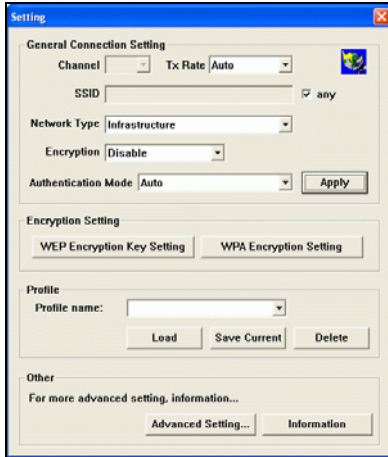 Setting
General Connection Setting
Channel Tx Rate Auto
SSID any
Network Type Infrastructure
Encryption Disable
Authentication Mode Auto Apply
Encryption Setting
WEP Encryption Key Setting WPA Encryption Setting
Profile
Profile name:
Load Save Current Delete
Other
For more advanced setting, information...
Advanced Setting... Information